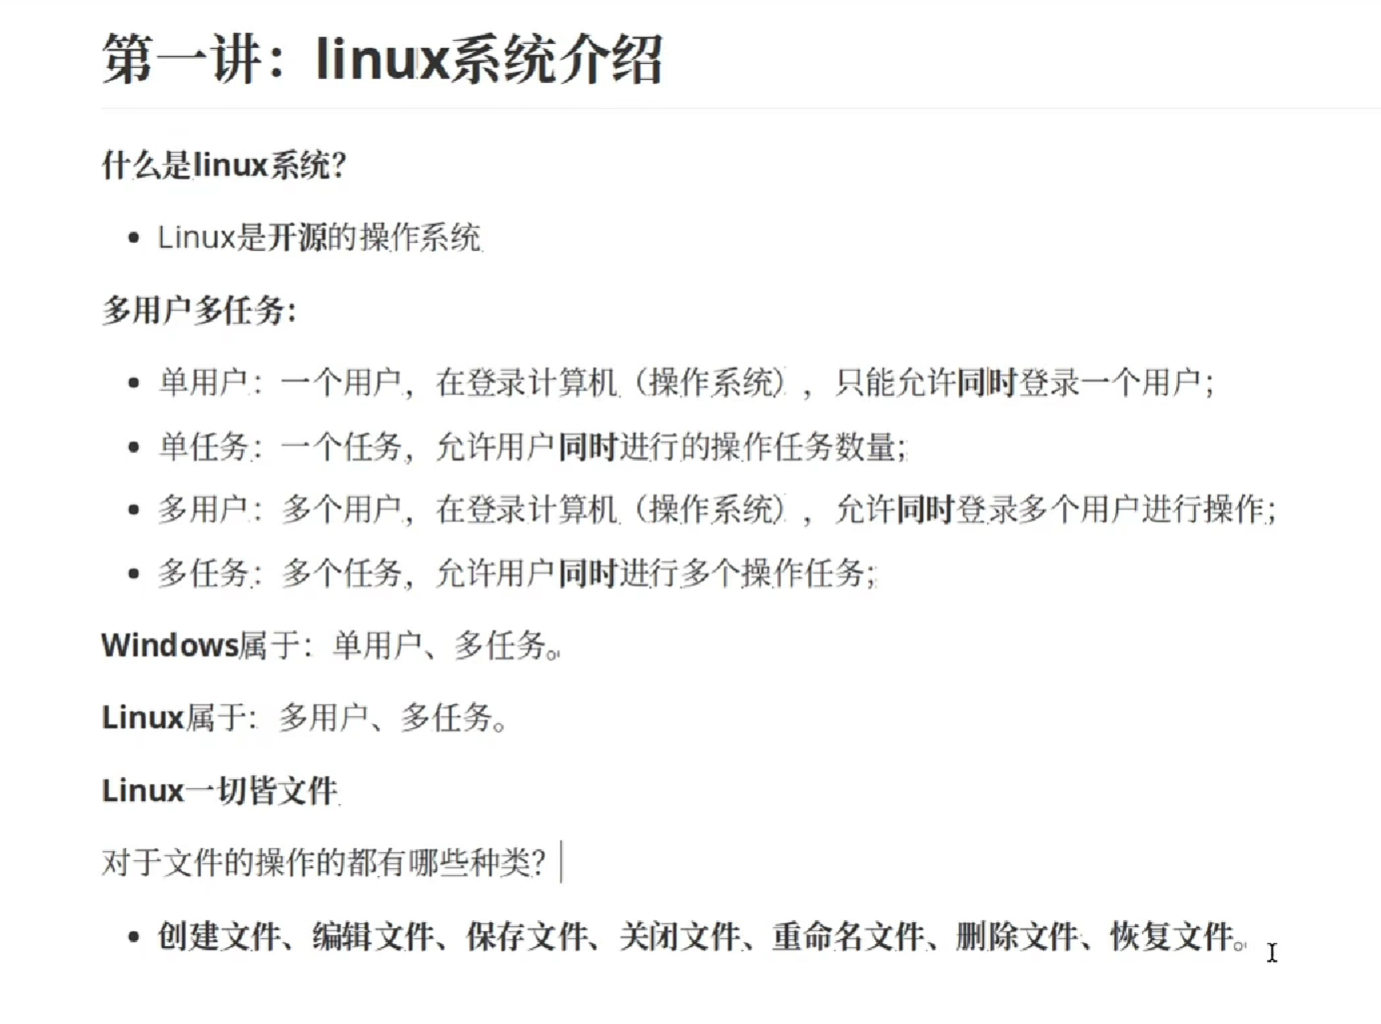 第一讲：linux系统介绍
什么是linux系统？
Linux是开源的操作系统
多用户多任务：
单用户：一个用户，在登录计算机（操作系统），只能允许同时登录一个用户；
单任务：一个任务，允许用户同时进行的操作任务数量；
多用户：多个用户，在登录计算机（操作系统），允许同时登录多个用户进行操作；
多任务：多个任务，允许用户同时进行多个操作任务；
Windows属于：单用户、多任务。
Linux属于：多用户、多任务。
Linux一切皆文件
对于文件的操作的都有哪些种类？
创建文件、编辑文件、保存文件、关闭文件、重命名文件、删除文件、恢复文件。